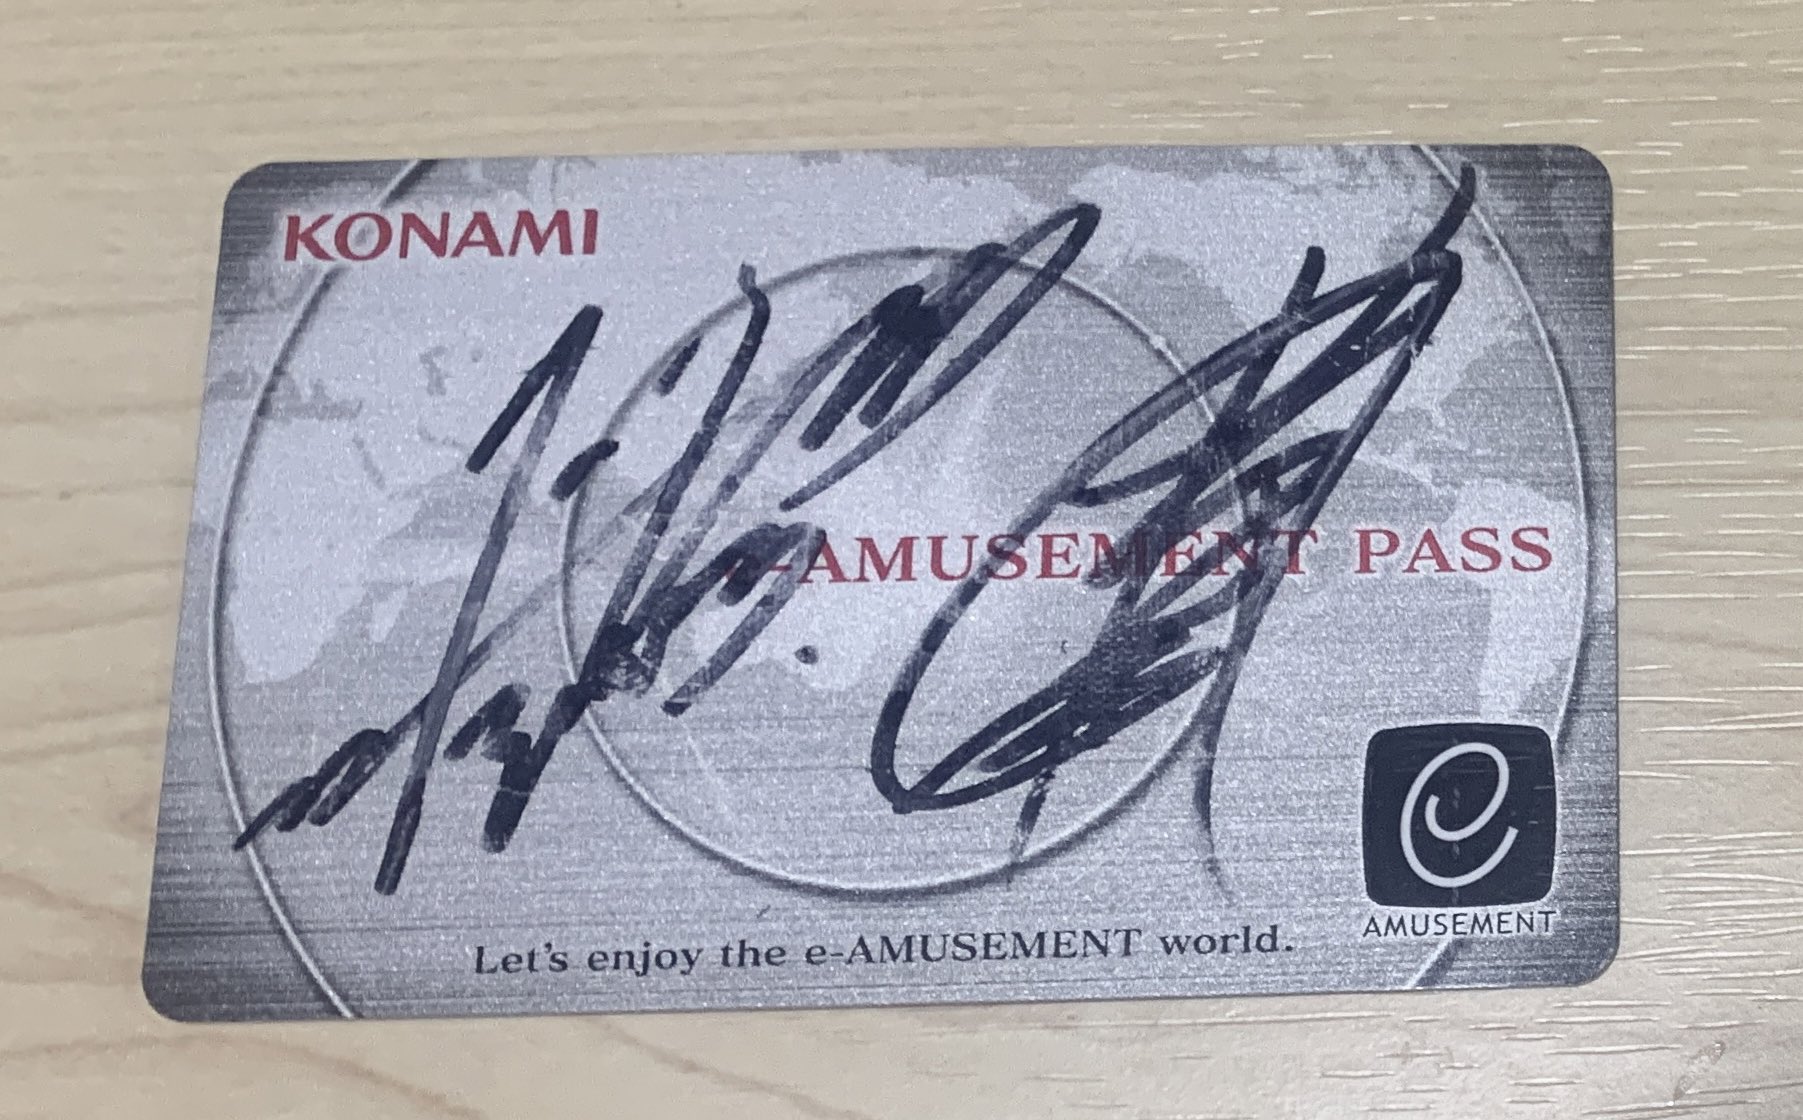 KONAMI
e-AMUSEMENT PASS
e
AMUSEMENT
Let's enjoy the e-AMUSEMENT world.